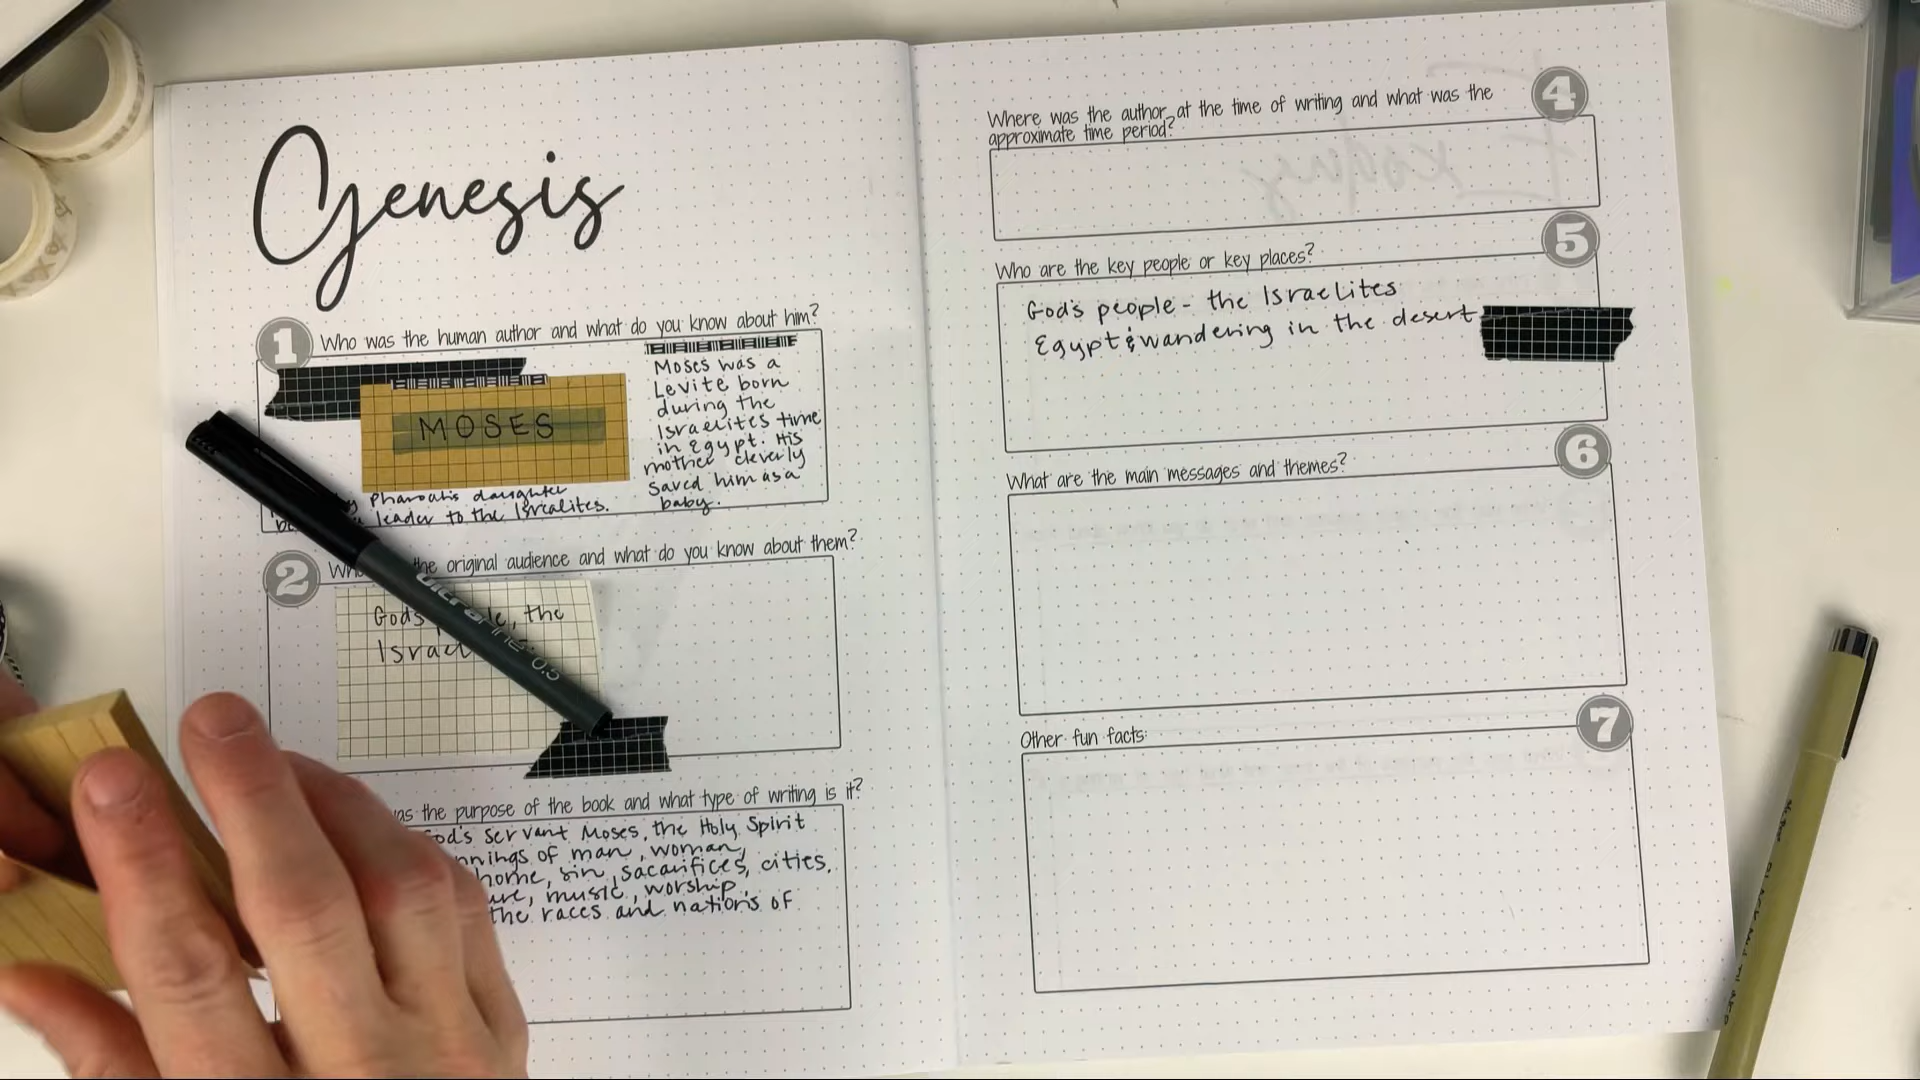 Genesis
1 Who was the human author and what do you know about him?
MOSES
Moses was a
Levite born
during the
Israelites time
in Egypt. His
mother cleverly
saved him as a
baby.
pharoahs daughter
leader to the Isrealites.
2 the original audience and what do you know about them?
Gods the
the purpose of the book and what type of writing is it?
God's servant Moses, the Holy Spirit
of man, woman,
home, sin, sacarifices, cities,
music, worship,
the races and nations of
4
Where was the author at the time of writing and what was the
approximate time period?
Exodus
5
Who are the key people or key places?
God's people - the Israelites
Egypt & wandering in the desert
6
What are the main messages and themes?
7
Other fun facts: